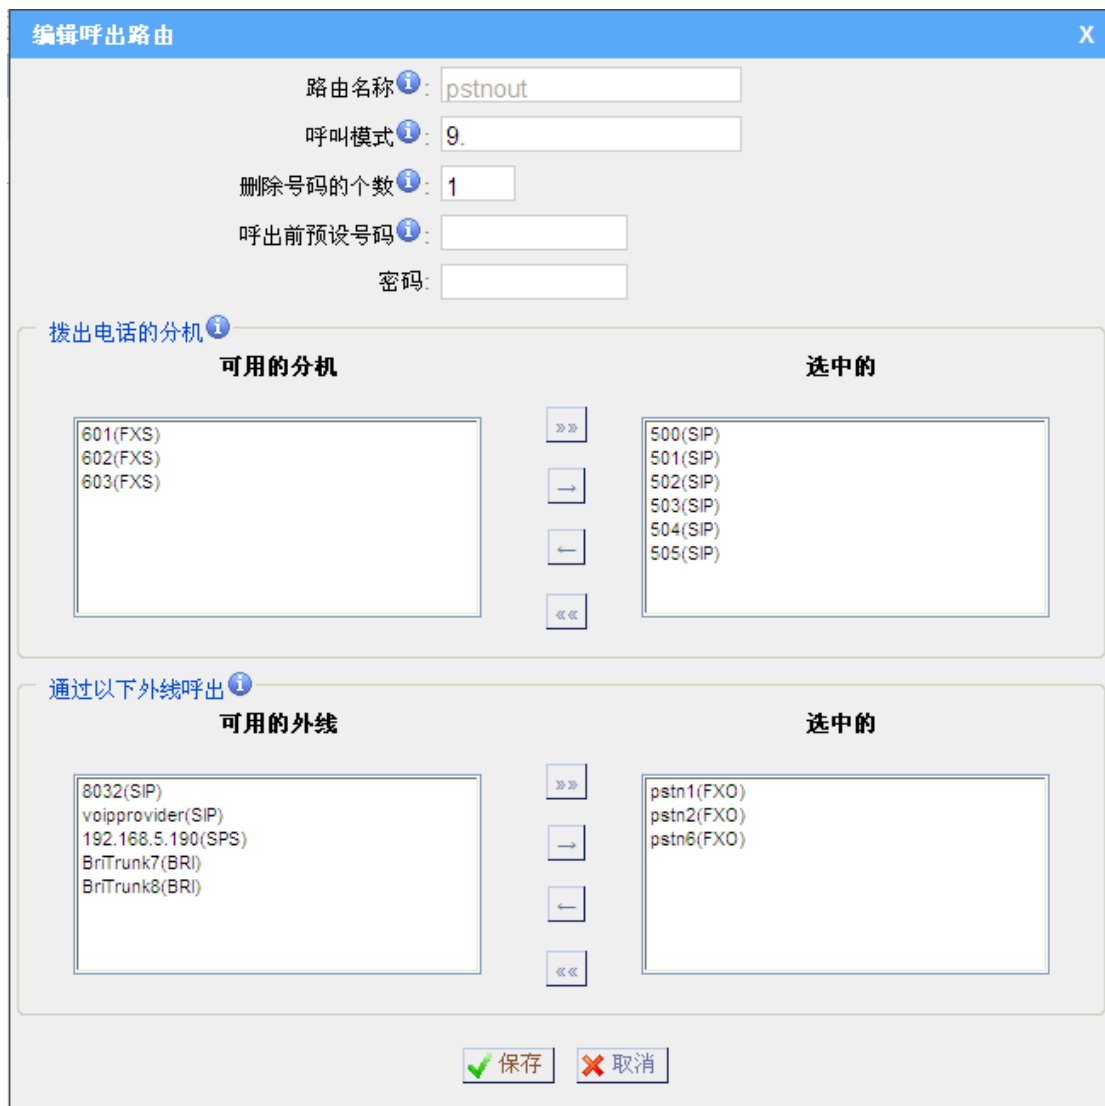 编辑呼出路由 X
路由名称 : pstnout
呼叫模式 : 9.
删除号码的个数 : 1
呼出前预设号码 :
密码:
拨出电话的分机
可用的分机 选中的
601(FXS)
602(FXS)
603(FXS)
»»
→
←
««
500(SIP)
501(SIP)
502(SIP)
503(SIP)
504(SIP)
505(SIP)
通过以下外线呼出
可用的外线 选中的
8032(SIP)
voipprovider(SIP)
192.168.5.190(SPS)
BriTrunk7(BRI)
BriTrunk8(BRI)
»»
→
←
««
pstn1(FXO)
pstn2(FXO)
pstn6(FXO)
保存 取消